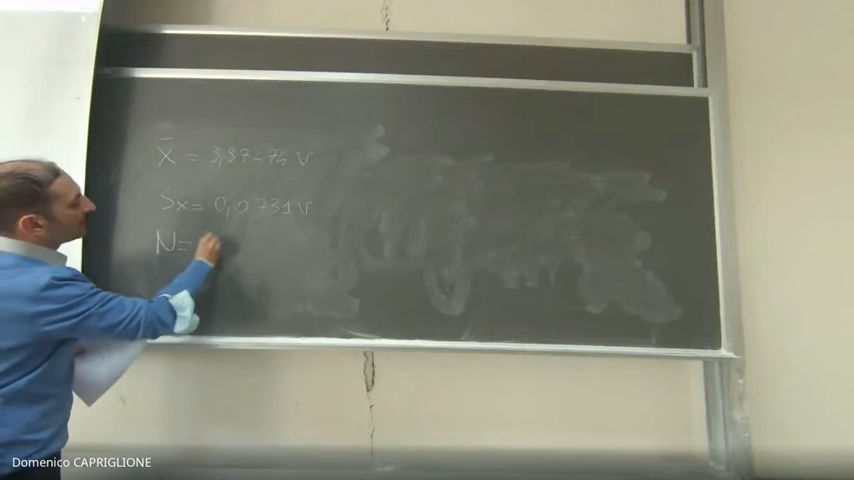 X̄ = 3,87474 V
Sx = 0,0731 V
N =
Domenico CAPRIGLIONE